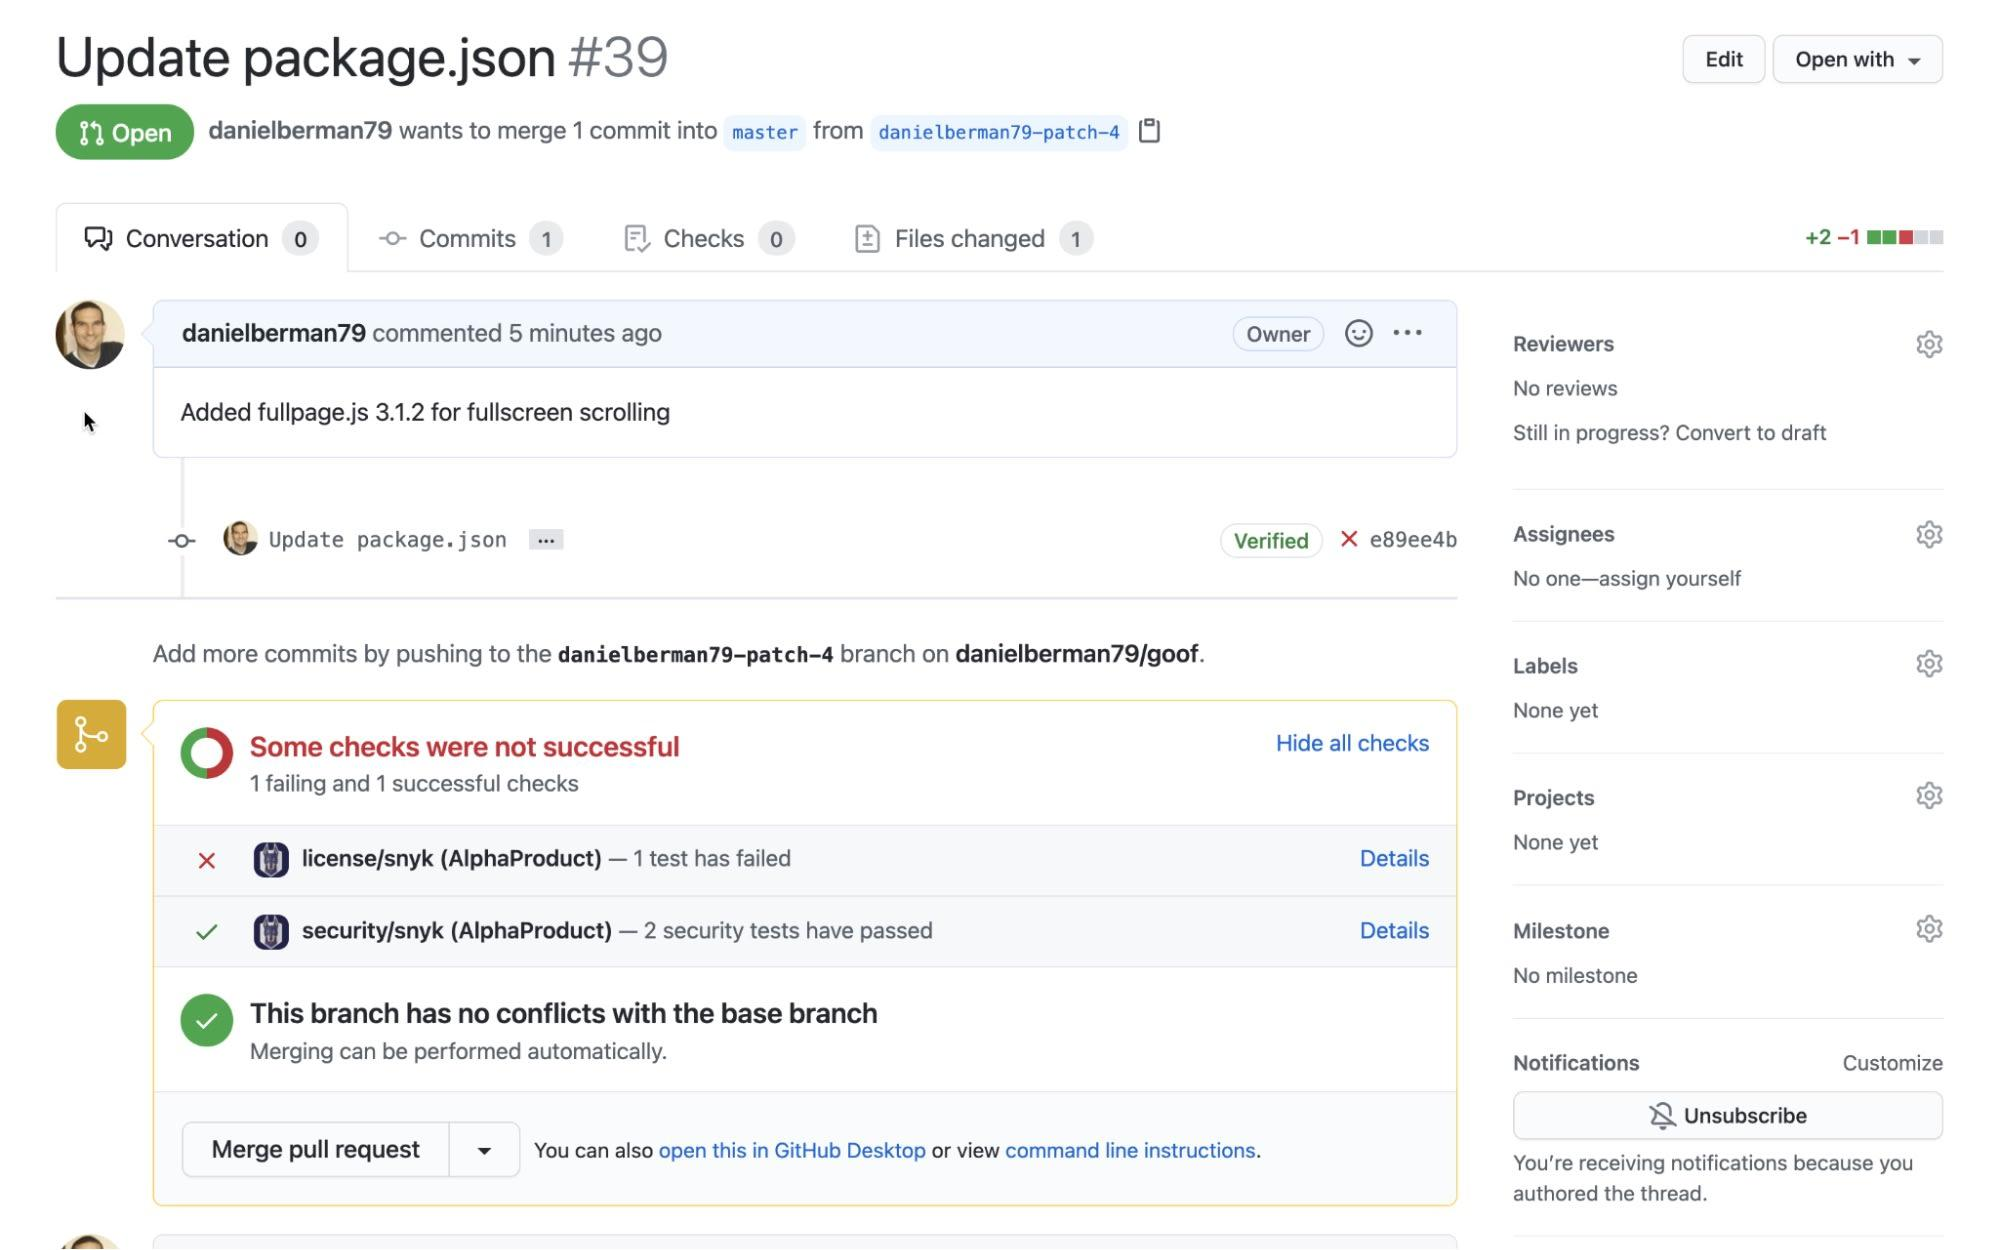 Update package.json #39
Edit
Open with
Open
danielberman79 wants to merge 1 commit into master from danielberman79-patch-4
Conversation 0
Commits 1
Checks 0
Files changed 1
+2 −1
danielberman79 commented 5 minutes ago
Owner
Added fullpage.js 3.1.2 for fullscreen scrolling
Update package.json ...
Verified
e89ee4b
Add more commits by pushing to the danielberman79-patch-4 branch on danielberman79/goof.
Some checks were not successful
Hide all checks
1 failing and 1 successful checks
license/snyk (AlphaProduct) — 1 test has failed
Details
security/snyk (AlphaProduct) — 2 security tests have passed
Details
This branch has no conflicts with the base branch
Merging can be performed automatically.
Merge pull request
You can also open this in GitHub Desktop or view command line instructions.
Reviewers
No reviews
Still in progress? Convert to draft
Assignees
No one—assign yourself
Labels
None yet
Projects
None yet
Milestone
No milestone
Notifications
Customize
Unsubscribe
You’re receiving notifications because you
authored the thread.